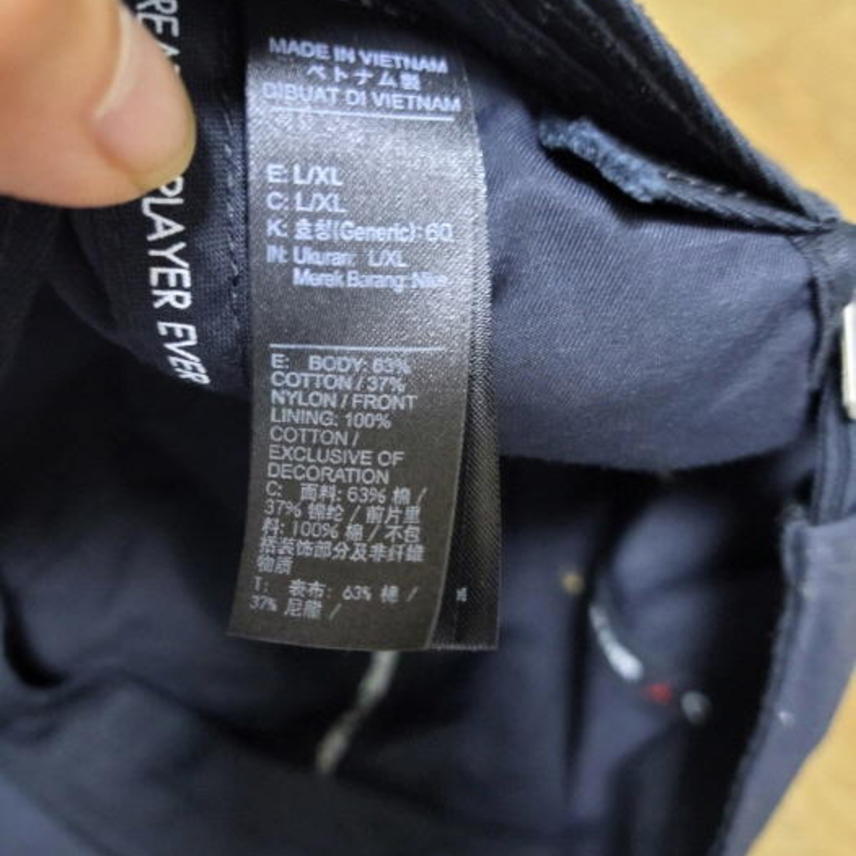 MADE IN VIETNAM
ベトナム製
DIBUAT DI VIETNAM
E: L/XL
C: L/XL
K: 호칭(Generic): 60
IN: Ukuran: L/XL
Merek Barang: Nike
E: BODY: 63%
COTTON / 37%
NYLON / FRONT
LINING: 100%
COTTON /
EXCLUSIVE OF
DECORATION
C: 面料: 63% 棉 /
37% 锦纶 / 前片里
料: 100% 棉 / 不包
括装饰部分及非纤维
物质
T: 表布: 63% 棉 /
37% 尼龍 /
PLAYER EVER